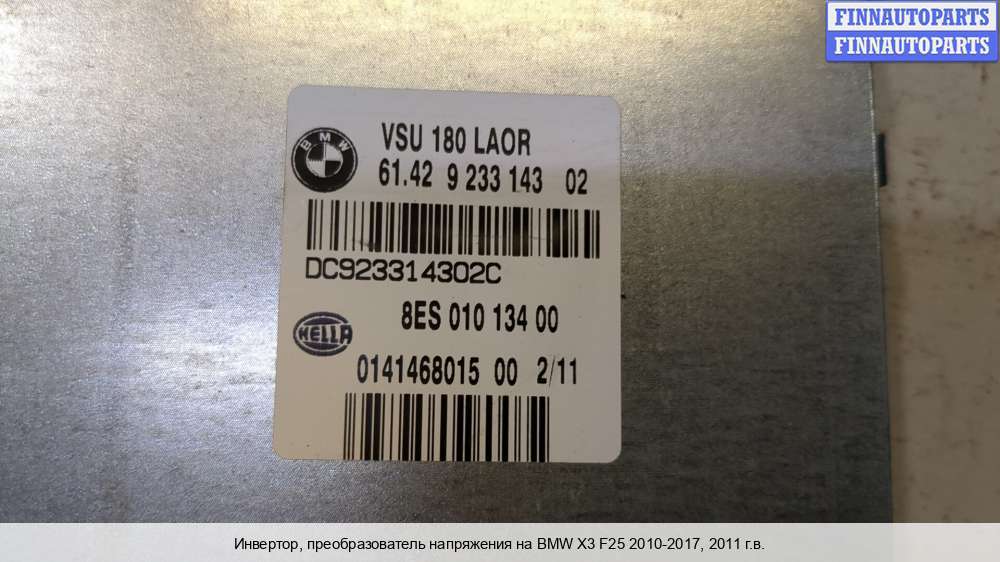 FINNAUTOPARTS
FINNAUTOPARTS
BMW
VSU 180 LAOR
61.42 9 233 143 02
DC923314302C
HELLA
8ES 010 134 00
0141468015 00 2/11
Инвертор, преобразователь напряжения на BMW X3 F25 2010-2017, 2011 г.в.